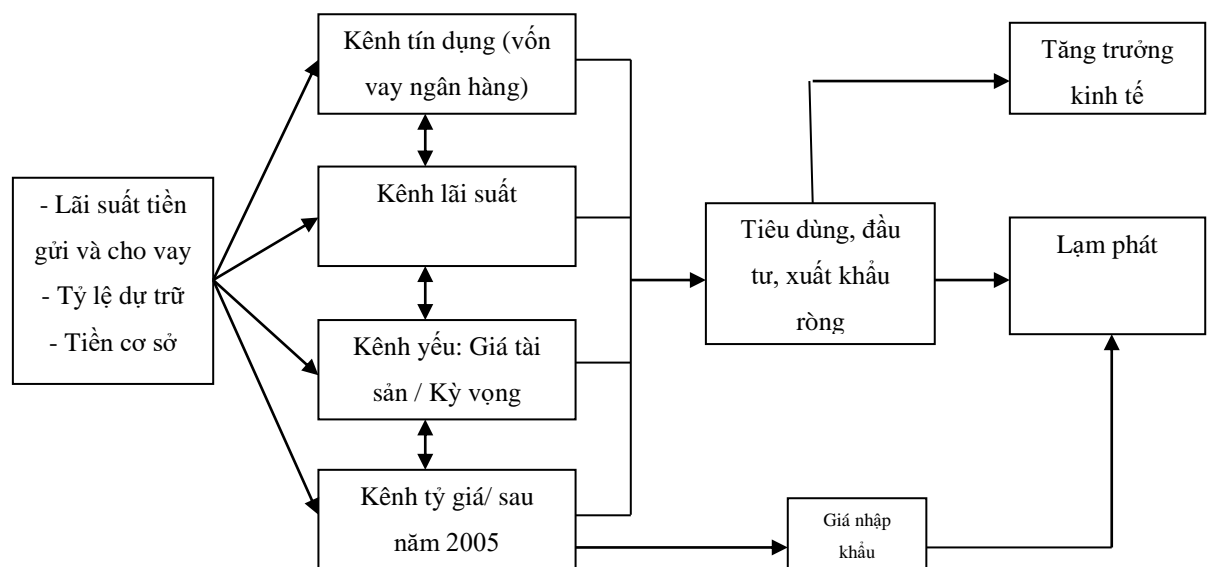 - Lãi suất tiền
gửi và cho vay
- Tỷ lệ dự trữ
- Tiền cơ sở
Kênh tín dụng (vốn
vay ngân hàng)
Kênh lãi suất
Kênh yếu: Giá tài
sản / Kỳ vọng
Kênh tỷ giá/ sau
năm 2005
Tiêu dùng, đầu
tư, xuất khẩu
ròng
Giá nhập
khẩu
Tăng trưởng
kinh tế
Lạm phát